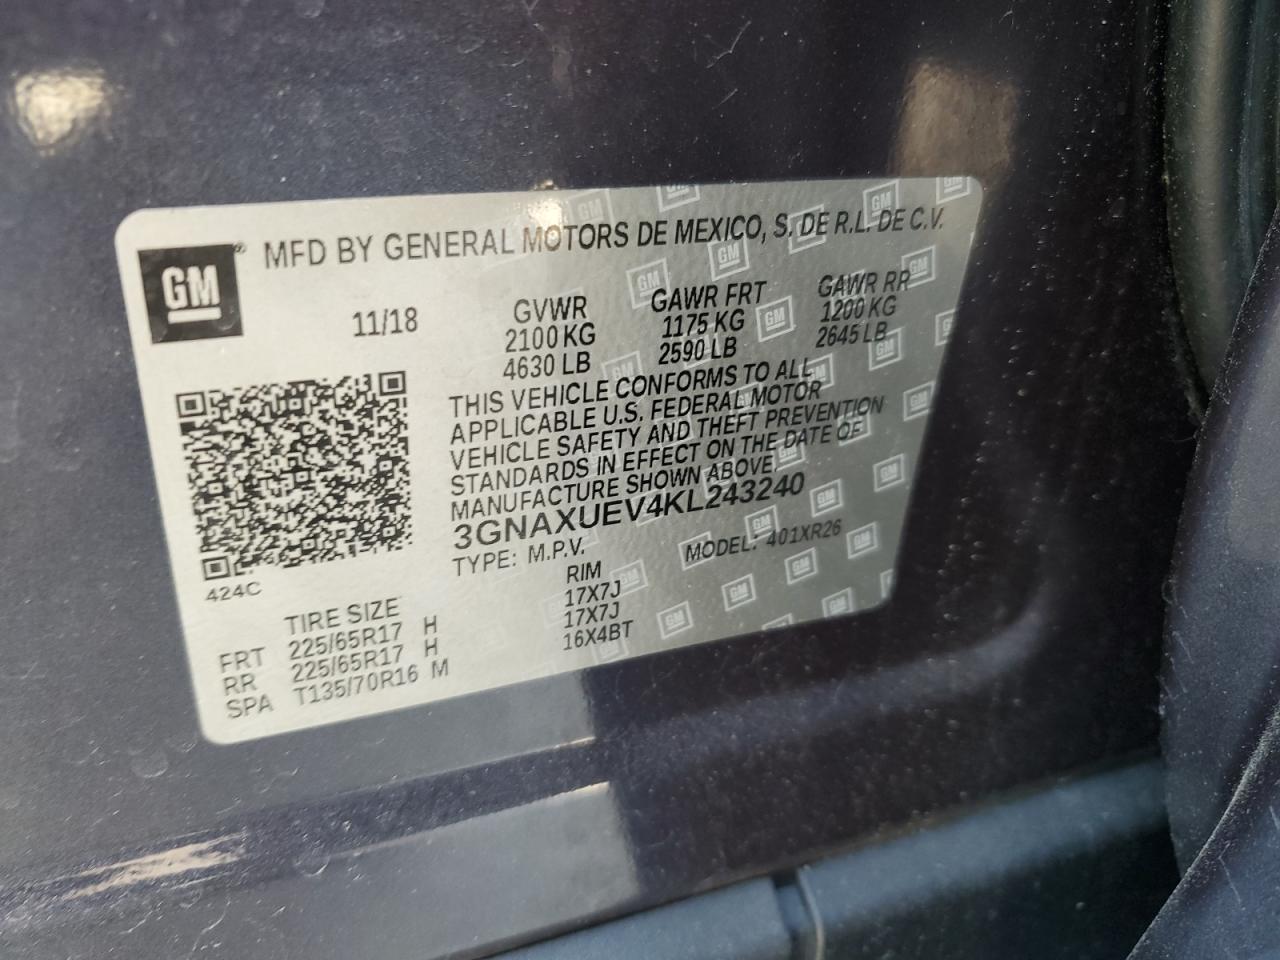 GM MFD BY GENERAL MOTORS DE MEXICO, S. DE R.L. DE C.V.
11/18
GVWR GAWR FRT GAWR RR
2100 KG 1175 KG 1200 KG
4630 LB 2590 LB 2645 LB
THIS VEHICLE CONFORMS TO ALL
APPLICABLE U.S. FEDERAL MOTOR
VEHICLE SAFETY AND THEFT PREVENTION
STANDARDS IN EFFECT ON THE DATE OF
MANUFACTURE SHOWN ABOVE.
3GNAXUEV4KL243240
TYPE: M.P.V. MODEL: 401XR26
424C
TIRE SIZE RIM
FRT 225/65R17 H 17X7J
RR 225/65R17 H 17X7J
SPA T135/70R16 M 16X4BT